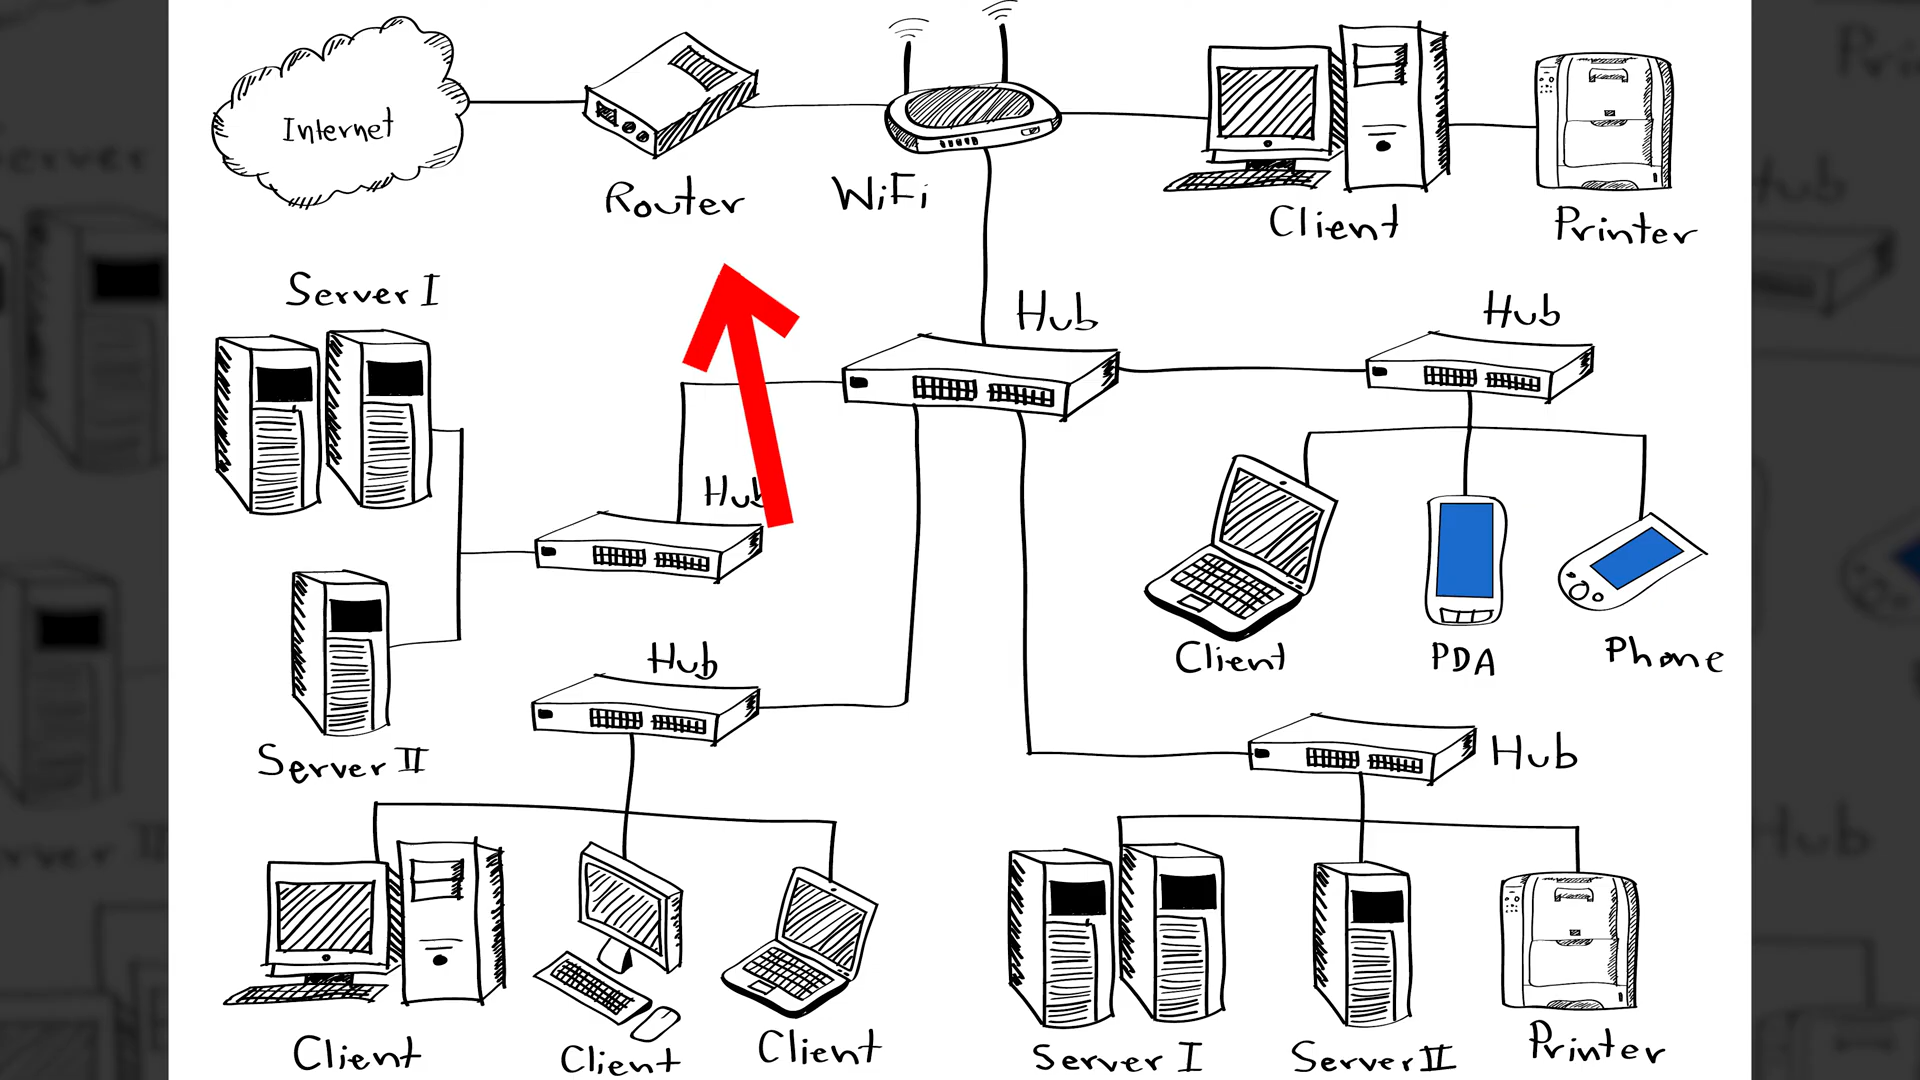 Internet
Router
WiFi
Client
Printer
Server I
Hub
Hub
Hub
Client
PDA
Phone
Hub
Server II
Hub
Client
Client
Client
Server I
Server II
Printer